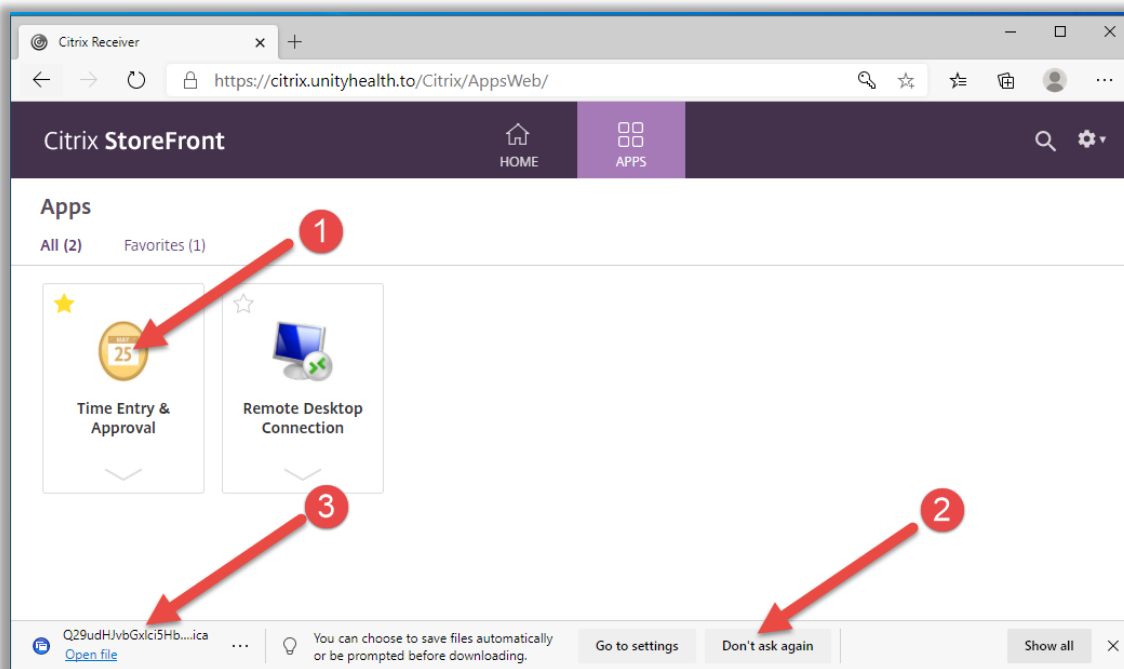 Citrix Receiver
https://citrix.unityhealth.to/Citrix/AppsWeb/
Citrix StoreFront
HOME
APPS
Apps
All (2)
Favorites (1)
1
25
Time Entry &
Approval
Remote Desktop
Connection
3
2
Q29udHJvbGxlci5Hb....ica
Open file
You can choose to save files automatically
or be prompted before downloading.
Go to settings
Don't ask again
Show all